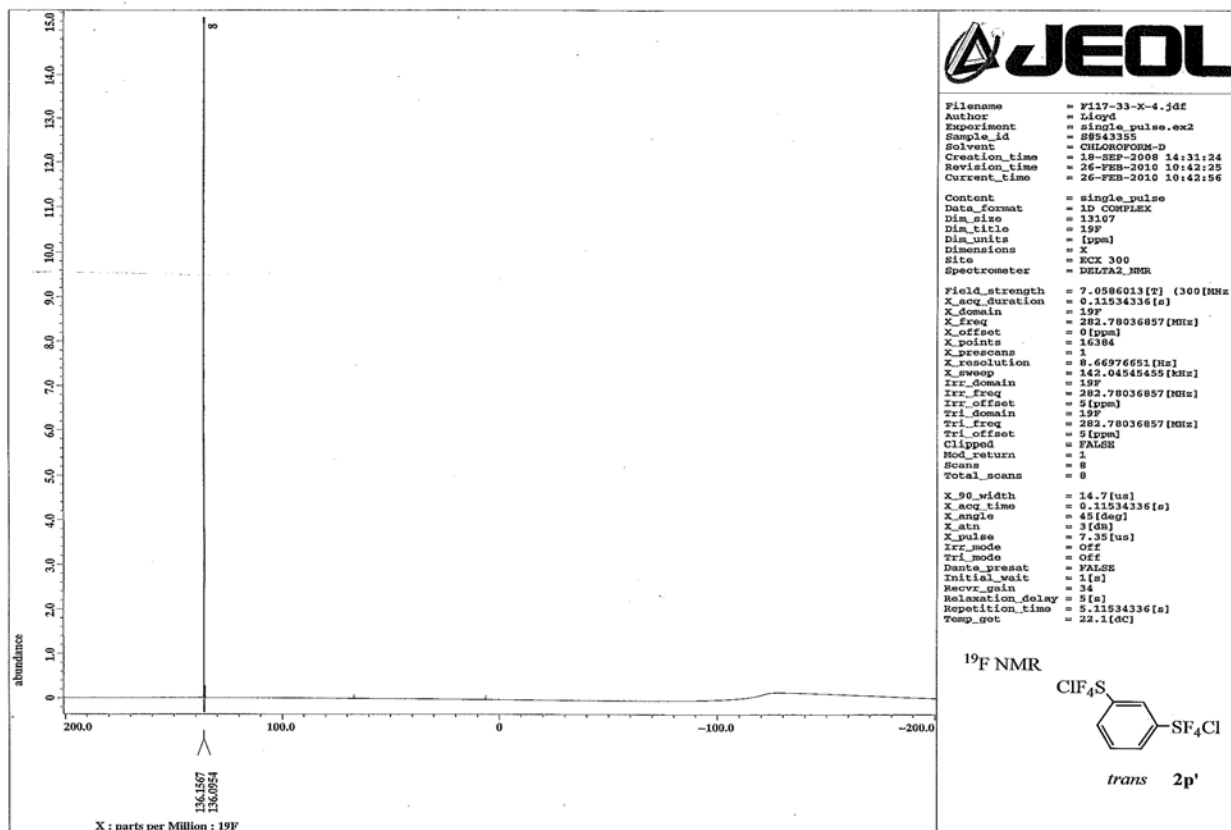 15.0
14.0
13.0
12.0
11.0
10.0
9.0
8.0
7.0
6.0
5.0
4.0
3.0
2.0
1.0
0
abundance
200.0 100.0 0 -100.0 -200.0
136.1567
136.0954
X : parts per Million : 19F
JEOL
Filename = F117-33-X-4.jdf
Author = Lioyd
Experiment = single_pulse.ex2
Sample_id = S#543355
Solvent = CHLOROFORM-D
Creation_time = 18-SEP-2008 14:31:24
Revision_time = 26-FEB-2010 10:42:25
Current_time = 26-FEB-2010 10:42:56
Content = single_pulse
Data_format = 1D COMPLEX
Dim_size = 13107
Dim_title = 19F
Dim_units = [ppm]
Dimensions = X
Site = ECX 300
Spectrometer = DELTA2_NMR
Field_strength = 7.0586013[T] (300[MHz
X_acq_duration = 0.11534336[s]
X_domain = 19F
X_freq = 282.78036857[MHz]
X_offset = 0[ppm]
X_points = 16384
X_prescans = 1
X_resolution = 8.66976651[Hz]
X_sweep = 142.04545455[kHz]
Irr_domain = 19F
Irr_freq = 282.78036857[MHz]
Irr_offset = 5[ppm]
Tri_domain = 19F
Tri_freq = 282.78036857[MHz]
Tri_offset = 5[ppm]
Clipped = FALSE
Mod_return = 1
Scans = 8
Total_scans = 8
X_90_width = 14.7[us]
X_acq_time = 0.11534336[s]
X_angle = 45[deg]
X_atn = 3[dB]
X_pulse = 7.35[us]
Irr_mode = Off
Tri_mode = Off
Dante_presat = FALSE
Initial_wait = 1[s]
Recvr_gain = 34
Relaxation_delay = 5[s]
Repetition_time = 5.11534336[s]
Temp_get = 22.1[dC]
¹⁹F NMR
ClF₄S
SF₄Cl
trans 2p'